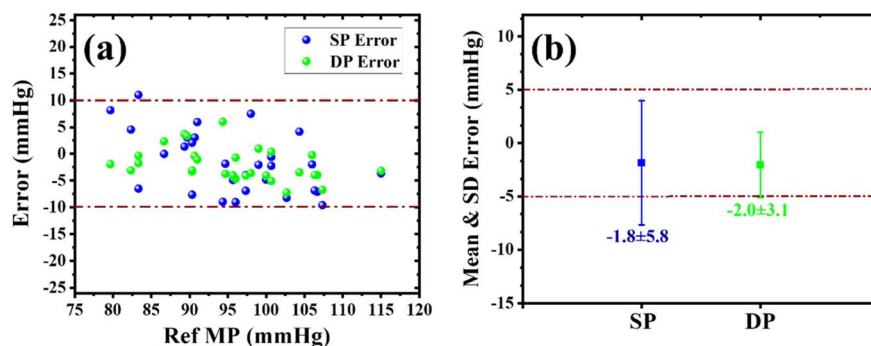 (a)
SP Error
DP Error
Error (mmHg)
25
20
15
10
5
0
-5
-10
-15
-20
-25
75 80 85 90 95 100 105 110 115 120
Ref MP (mmHg)
(b)
Mean & SD Error (mmHg)
10
5
0
-5
-10
-15
-1.8±5.8
-2.0±3.1
SP DP